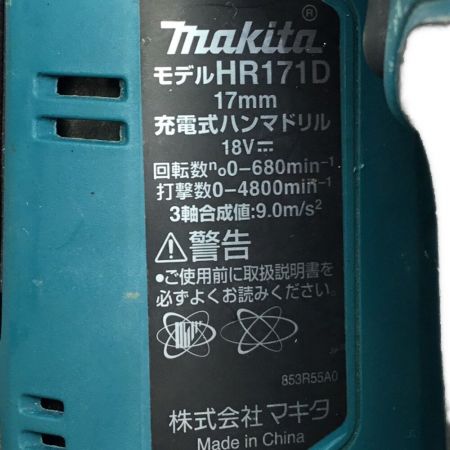 makita®
モデルHR171D
17mm
充電式ハンマドリル
18V⎓
回転数ⁿo0-680min⁻¹
打撃数0-4800min⁻¹
3軸合成値:9.0m/s²
⚠警告
●ご使用前に取扱説明書を
必ずよくお読みください。
853R55A0
株式会社マキタ
Made in China